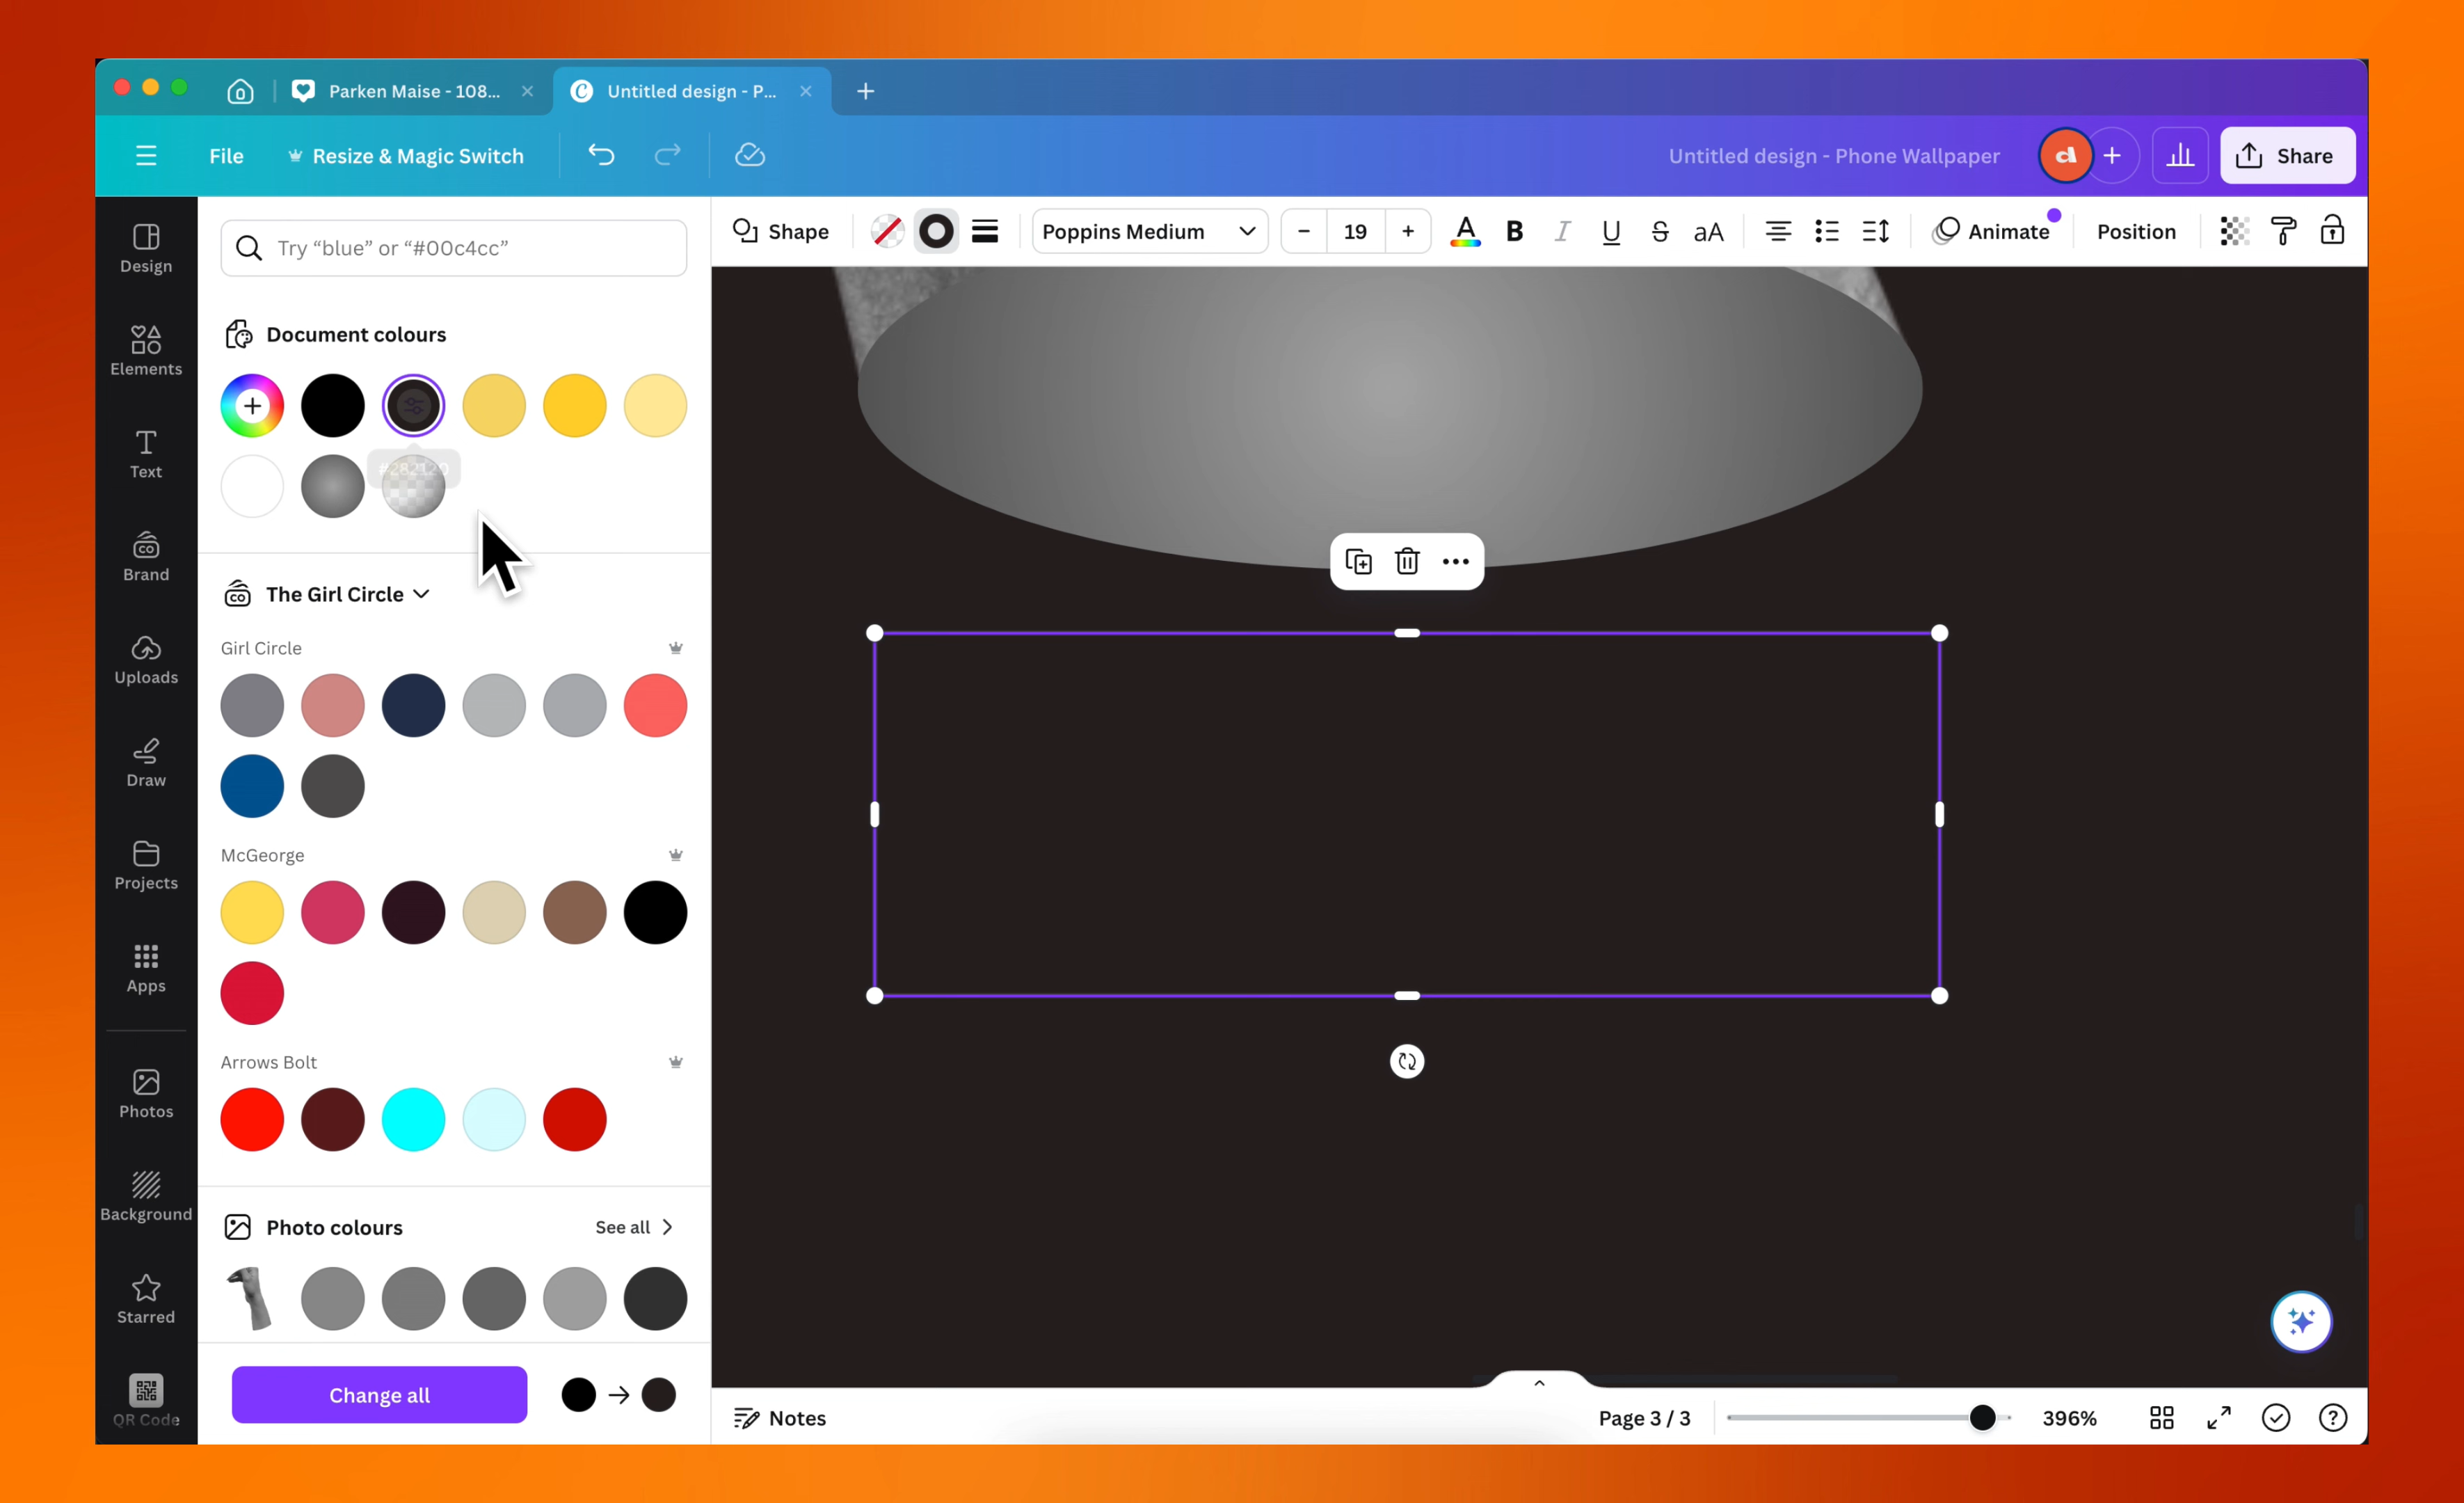 Parken Maise - 108...
Untitled design - P...
File
Resize & Magic Switch
Untitled design - Phone Wallpaper
d
Share
Design
Elements
Text
Brand
Uploads
Draw
Projects
Apps
Photos
Background
Starred
QR Code
Try “blue” or “#00c4cc”
Document colours
#282120
The Girl Circle
Girl Circle
McGeorge
Arrows Bolt
Photo colours
See all
Change all
Shape
Poppins Medium
- 19 +
A B I U S aA
Animate
Position
Notes
Page 3 / 3
396%